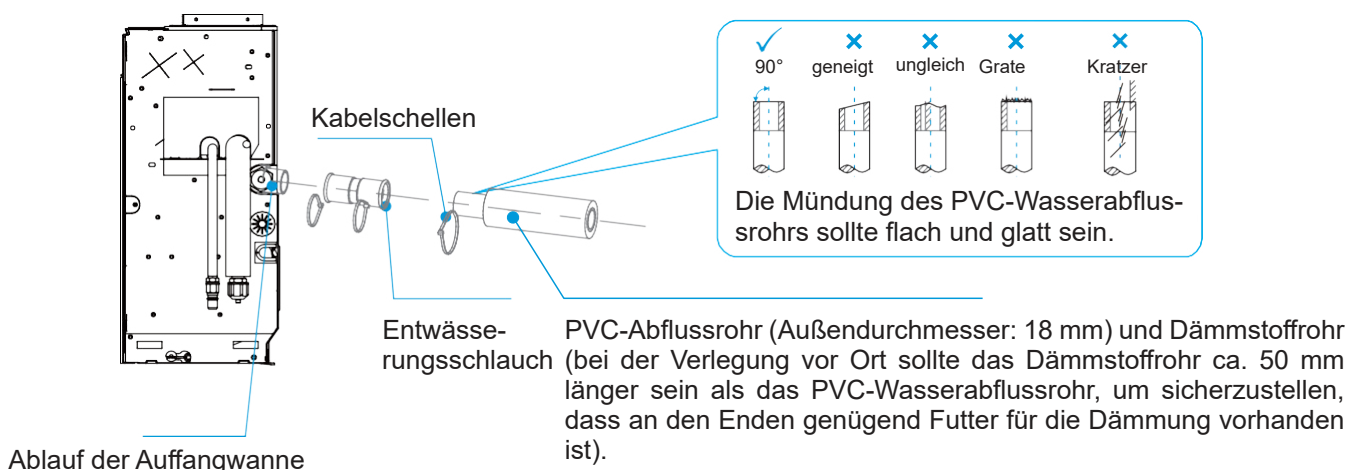 90°
geneigt
ungleich
Grate
Kratzer
Die Mündung des PVC-Wasserabflus-
srohrs sollte flach und glatt sein.
Kabelschellen
Entwässe-
rungsschlauch
PVC-Abflussrohr (Außendurchmesser: 18 mm) und Dämmstoffrohr
(bei der Verlegung vor Ort sollte das Dämmstoffrohr ca. 50 mm
länger sein als das PVC-Wasserabflussrohr, um sicherzustellen,
dass an den Enden genügend Futter für die Dämmung vorhanden
ist).
Ablauf der Auffangwanne